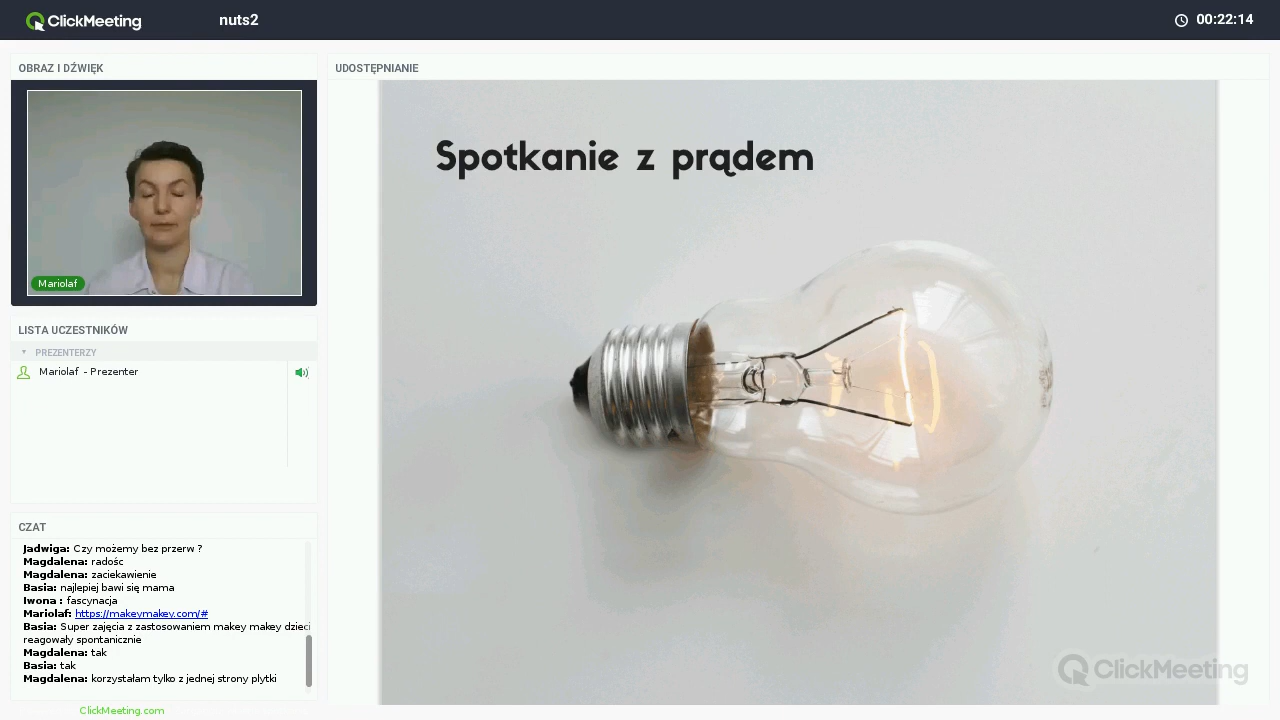 ClickMeeting
nuts2
00:22:14
OBRAZ I DŹWIĘK
UDOSTĘPNIANIE
Spotkanie z prądem
Mariolaf
LISTA UCZESTNIKÓW
PREZENTERZY
Mariolaf - Prezenter
CZAT
Jadwiga: Czy możemy bez przerw ?
Magdalena: radośc
Magdalena: zaciekawienie
Basia: najlepiej bawi się mama
Iwona : fascynacja
Mariolaf: https://makeymakey.com/#
Basia: Super zajęcia z zastosowaniem makey makey dzieci
reagowały spontanicznie
Magdalena: tak
Basia: tak
Magdalena: korzystałam tylko z jednej strony plytki
ClickMeeting
ClickMeeting.com